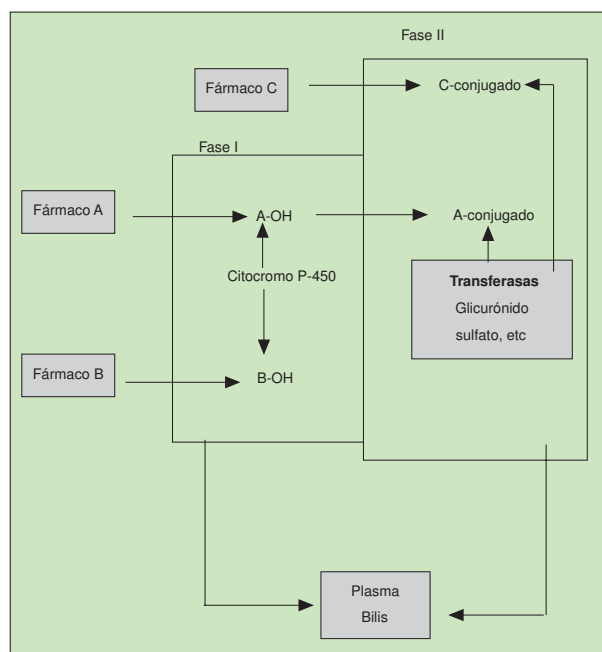 Fase II
Fármaco C
C-conjugado
Fase I
Fármaco A
A-OH
A-conjugado
Citocromo P-450
Transferasas
Glicurónido
sulfato, etc
Fármaco B
B-OH
Plasma
Bilis